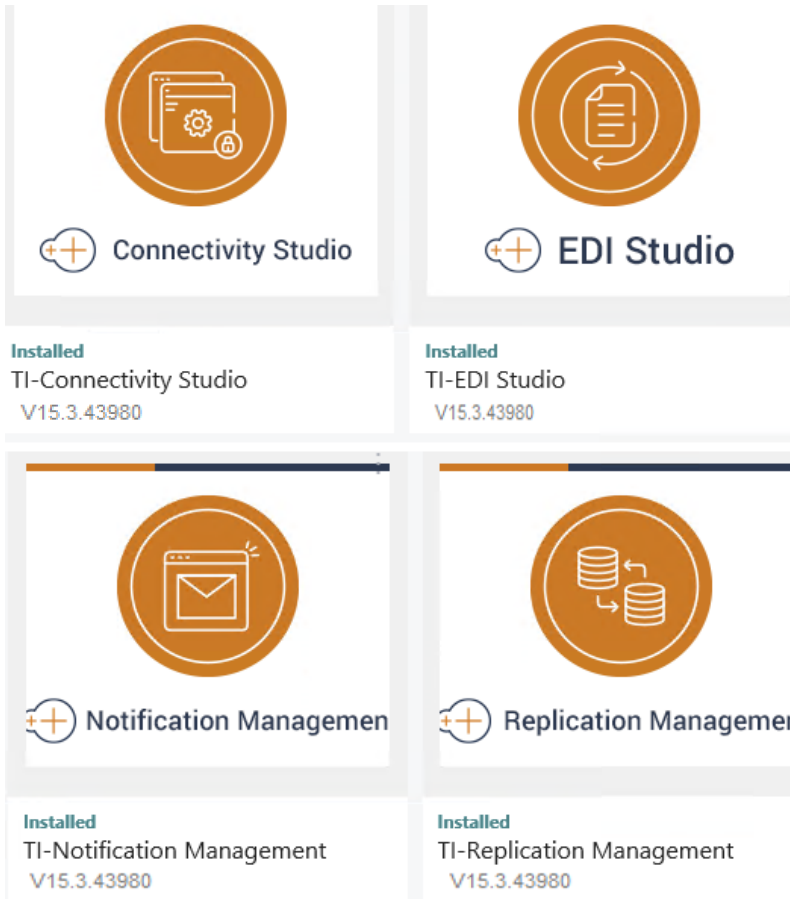 Connectivity Studio
EDI Studio
Installed
TI-Connectivity Studio
V15.3.43980
Installed
TI-EDI Studio
V15.3.43980
Notification Managemen
Replication Managemer
Installed
TI-Notification Management
V15.3.43980
Installed
TI-Replication Management
V15.3.43980